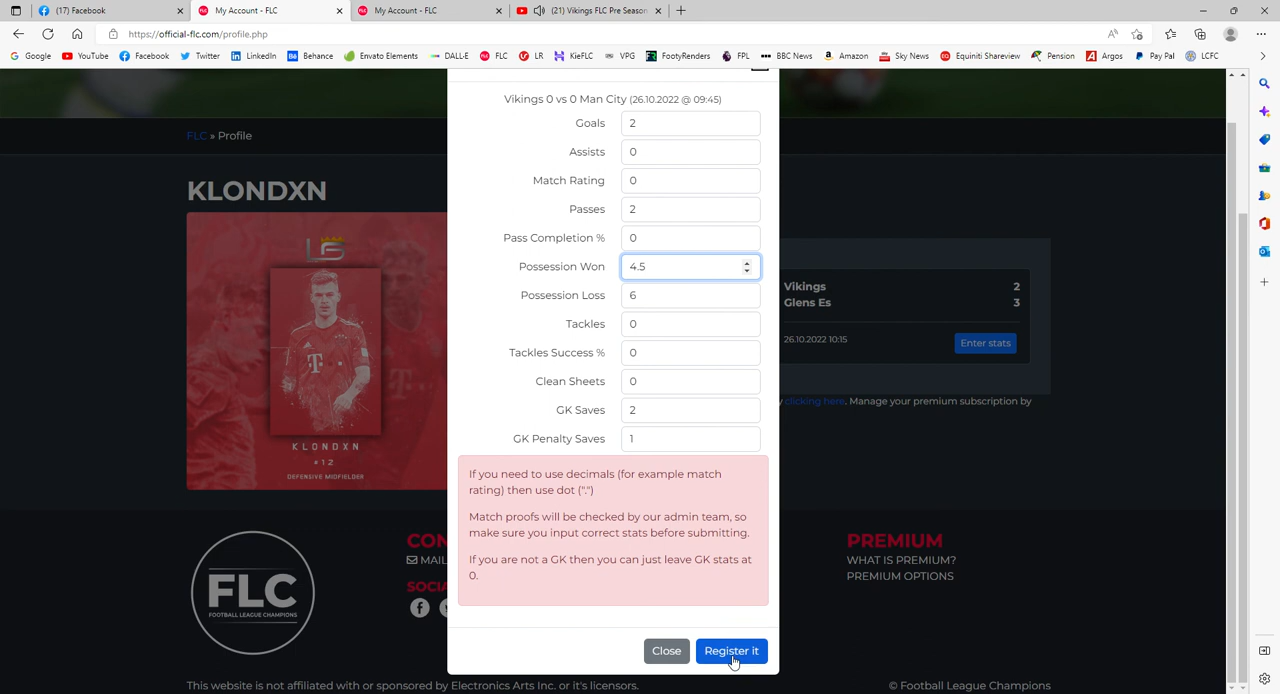 (17) Facebook
My Account - FLC
My Account - FLC
(21) Vikings FLC Pre Season
https://official-flc.com/profile.php
Google
YouTube
Facebook
Twitter
LinkedIn
Behance
Envato Elements
DALL·E
FLC
LR
KieFLC
VPG
FootyRenders
FPL
BBC News
Amazon
Sky News
Equiniti Shareview
Pension
Argos
Pay Pal
LCFC
FLC » Profile
KLONDXN
KLONDXN
#12
DEFENSIVE MIDFIELDER
Vikings 0 vs 0 Man City (26.10.2022 @ 09:45)
Goals 2
Assists 0
Match Rating 0
Passes 2
Pass Completion % 0
Possession Won 4.5
Possession Loss 6
Tackles 0
Tackles Success % 0
Clean Sheets 0
GK Saves 2
GK Penalty Saves 1
If you need to use decimals (for example match
rating) then use dot (".")
Match proofs will be checked by our admin team, so
make sure you input correct stats before submitting.
If you are not a GK then you can just leave GK stats at
0.
Close
Register it
Vikings 2
Glens Es 3
26.10.2022 10:15
Enter stats
clicking here. Manage your premium subscription by
FLC
FOOTBALL LEAGUE CHAMPIONS
CON
MAIL
SOCIA
PREMIUM
WHAT IS PREMIUM?
PREMIUM OPTIONS
This website is not affiliated with or sponsored by Electronics Arts Inc. or it's licensors.
© Football League Champions